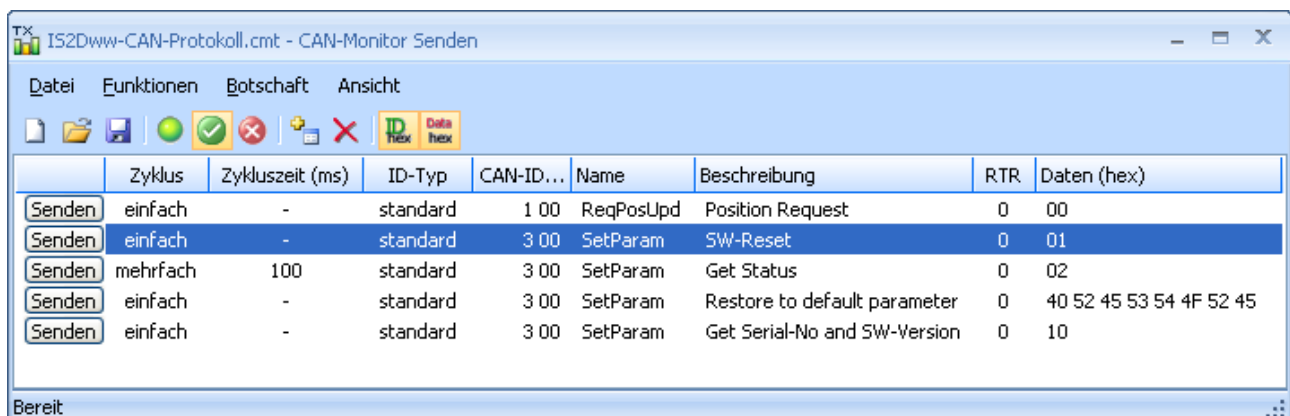 TX IS2Dww-CAN-Protokoll.cmt - CAN-Monitor Senden
Datei Funktionen Botschaft Ansicht
ID hex Data hex
Zyklus Zykluszeit (ms) ID-Typ CAN-ID... Name Beschreibung RTR Daten (hex)
Senden einfach - standard 1 00 ReqPosUpd Position Request 0 00
Senden einfach - standard 3 00 SetParam SW-Reset 0 01
Senden mehrfach 100 standard 3 00 SetParam Get Status 0 02
Senden einfach - standard 3 00 SetParam Restore to default parameter 0 40 52 45 53 54 4F 52 45
Senden einfach - standard 3 00 SetParam Get Serial-No and SW-Version 0 10
Bereit